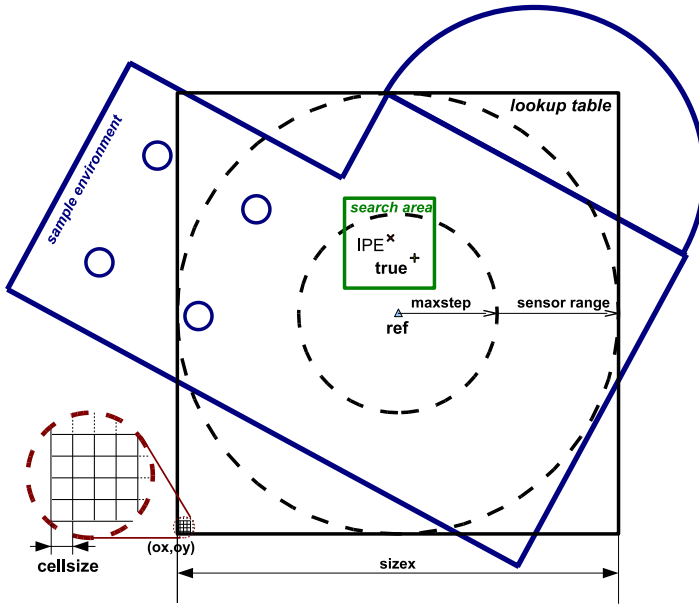 lookup table
sample environment
search area
IPE
true
maxstep
sensor range
ref
(ox,oy)
cellsize
sizex